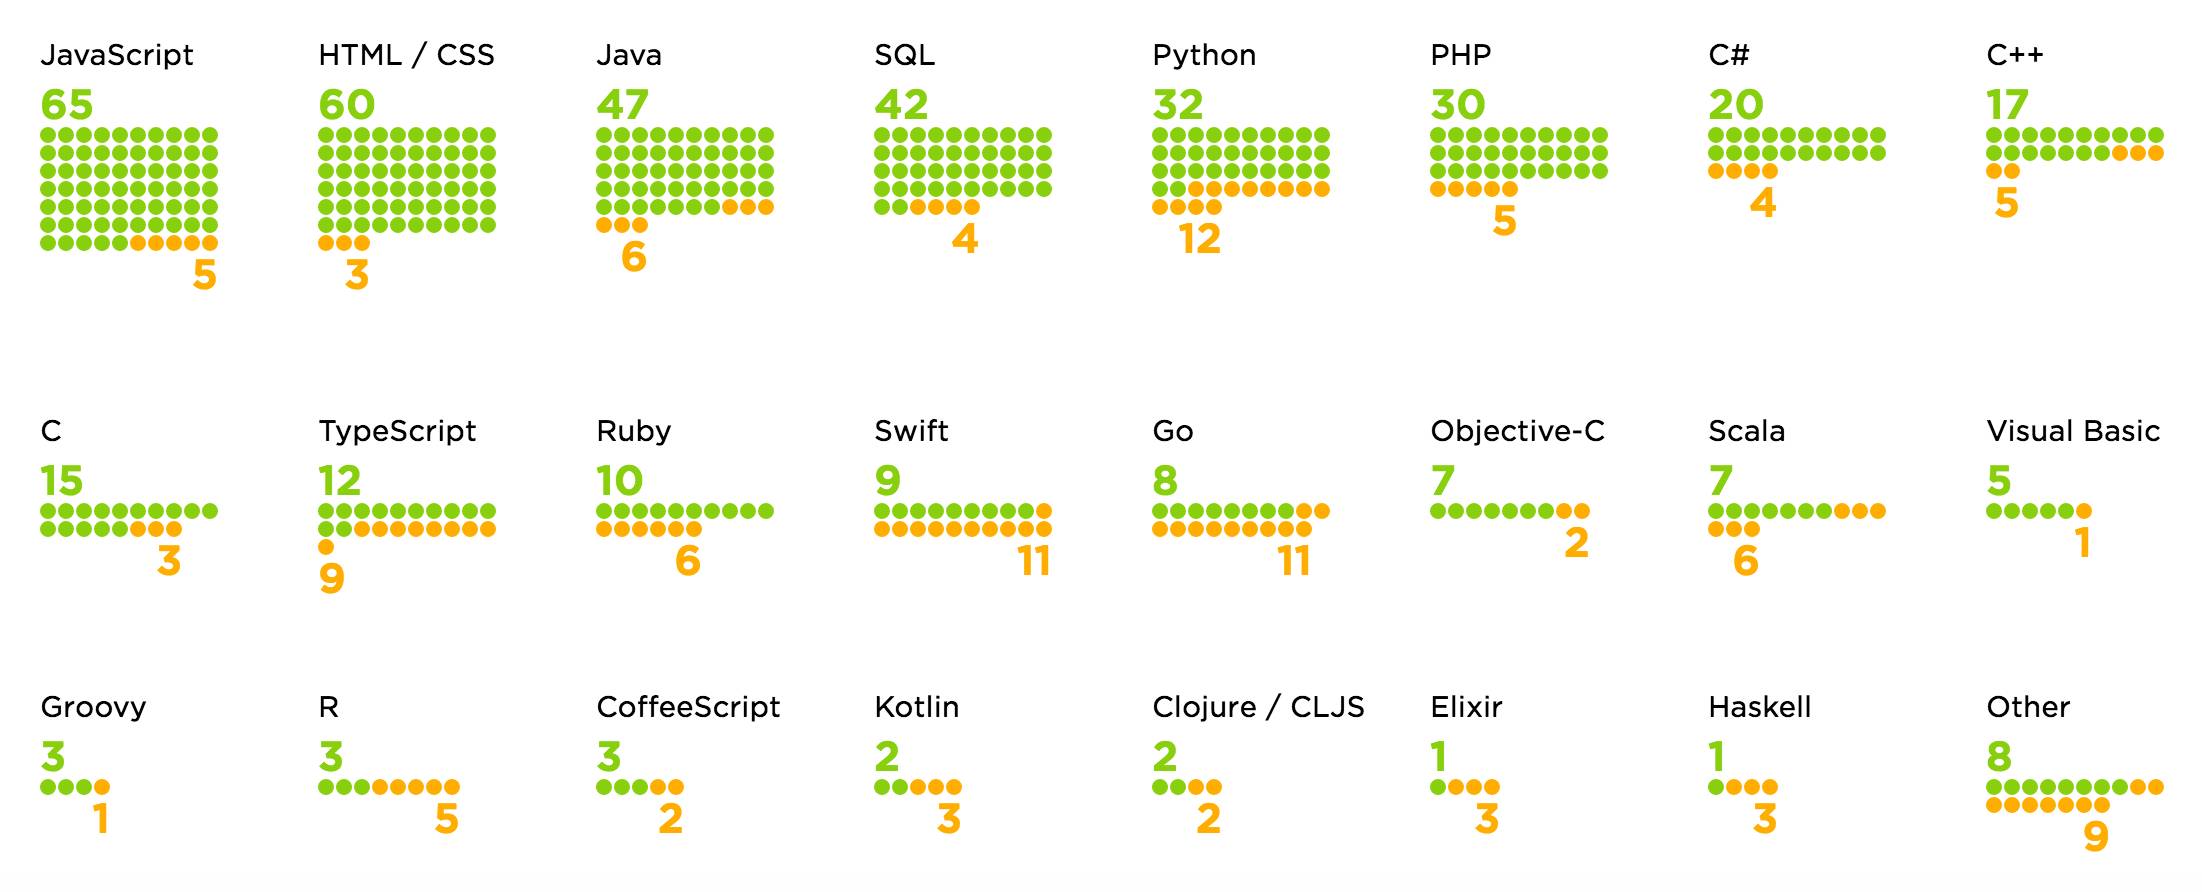 JavaScript
65
5
HTML / CSS
60
3
Java
47
6
SQL
42
4
Python
32
12
PHP
30
5
C#
20
4
C++
17
5
C
15
3
TypeScript
12
9
Ruby
10
6
Swift
9
11
Go
8
11
Objective-C
7
2
Scala
7
6
Visual Basic
5
1
Groovy
3
1
R
3
5
CoffeeScript
3
2
Kotlin
2
3
Clojure / CLJS
2
2
Elixir
1
3
Haskell
1
3
Other
8
9